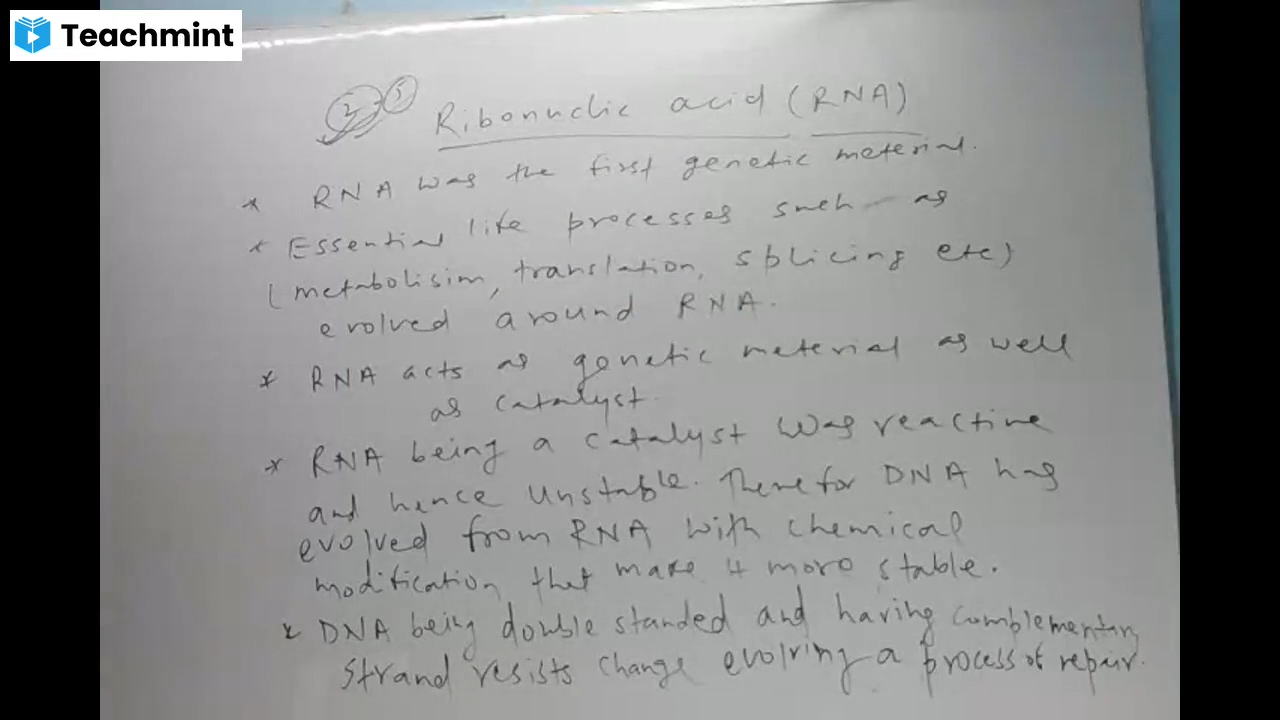 Teachmint
Ribonuclic acid (RNA)
* RNA was the first genetic meterial.
* Essential life processes such as
(metabolisim, translation, splicing etc)
evolved around RNA.
* RNA acts as genetic meterial as well
as catalyst.
* RNA being a catalyst was reactive
and hence Unstable. There for DNA has
evolved from RNA with chemical
modification that make it more stable.
* DNA being double standed and having complementary
strand resists change evolving a process of repair.